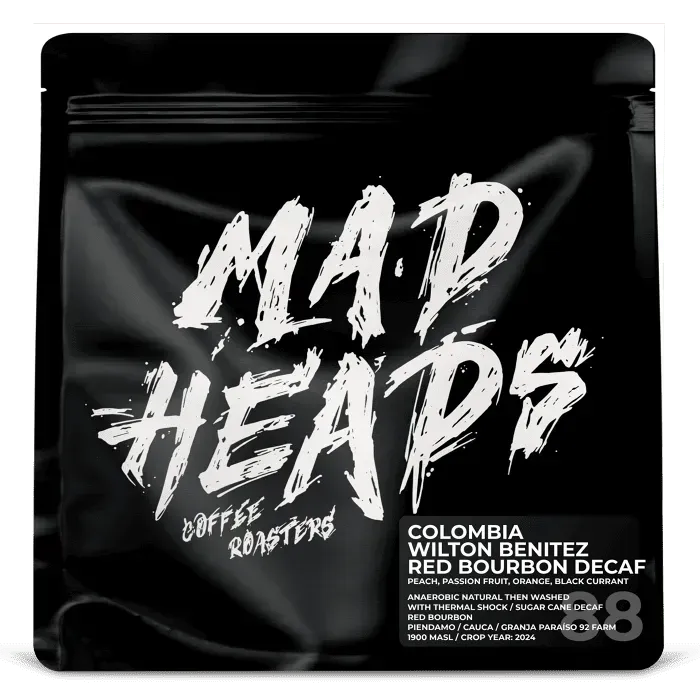 MAD
HEADS
COFFEE
ROASTERS
COLOMBIA
WILTON BENITEZ
RED BOURBON DECAF
PEACH, PASSION FRUIT, ORANGE, BLACK CURRANT
ANAEROBIC NATURAL THEN WASHED
WITH THERMAL SHOCK / SUGAR CANE DECAF
RED BOURBON
PIENDAMO / CAUCA / GRANJA PARAÍSO 92 FARM
1900 MASL / CROP YEAR: 2024
88